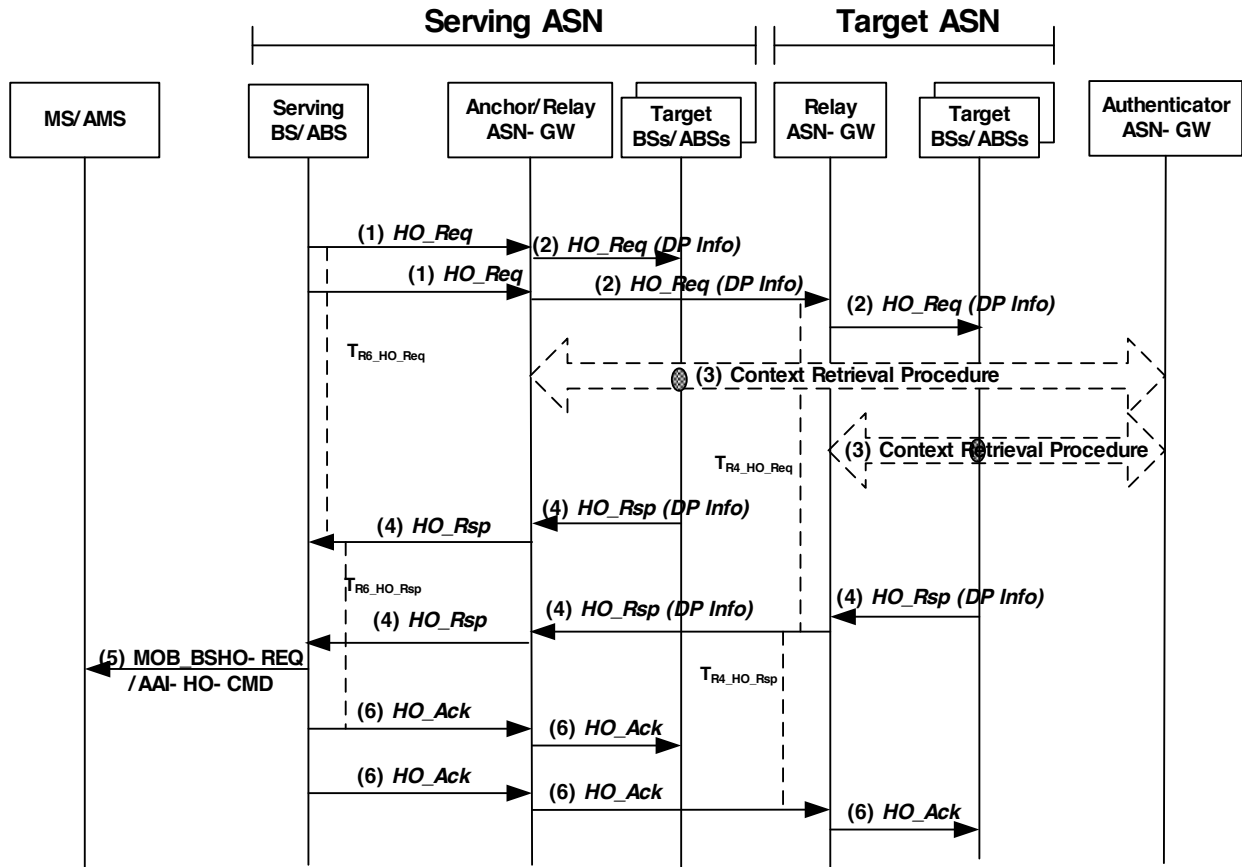 Serving ASN
Target ASN
MS/AMS
Serving
BS/ABS
Anchor/Relay
ASN- GW
Target
BSs/ABSs
Relay
ASN- GW
Target
BSs/ABSs
Authenticator
ASN- GW
(1) HO_Req
(2) HO_Req (DP Info)
(1) HO_Req
(2) HO_Req (DP Info)
(2) HO_Req (DP Info)
TR6_HO_Req
(3) Context Retrieval Procedure
(3) Context Retrieval Procedure
TR4_HO_Req
(4) HO_Rsp (DP Info)
(4) HO_Rsp
TR6_HO_Rsp
(4) HO_Rsp (DP Info)
(4) HO_Rsp (DP Info)
(4) HO_Rsp
(5) MOB_BSHO- REQ
/AAI- HO- CMD
TR4_HO_Rsp
(6) HO_Ack
(6) HO_Ack
(6) HO_Ack
(6) HO_Ack
(6) HO_Ack